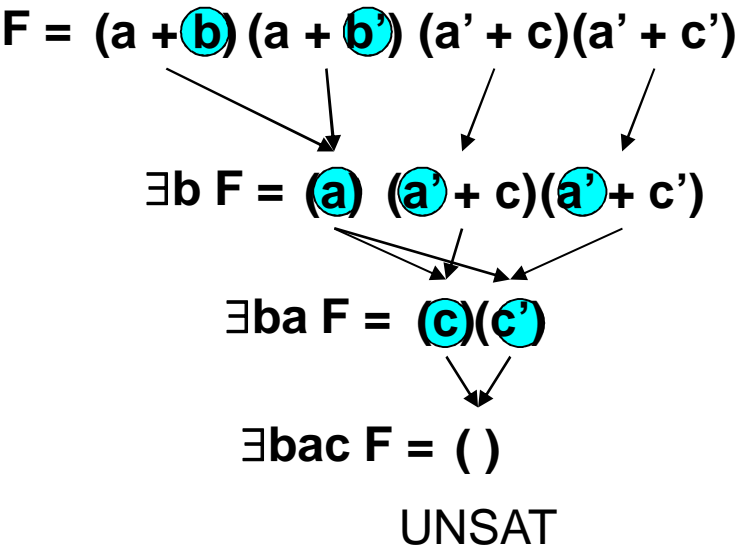 F = (a + b) (a + b’) (a’ + c)(a’ + c’)
∃b F = (a) (a’ + c)(a’ + c’)
∃ba F = (c)(c’)
∃bac F = ( )
UNSAT